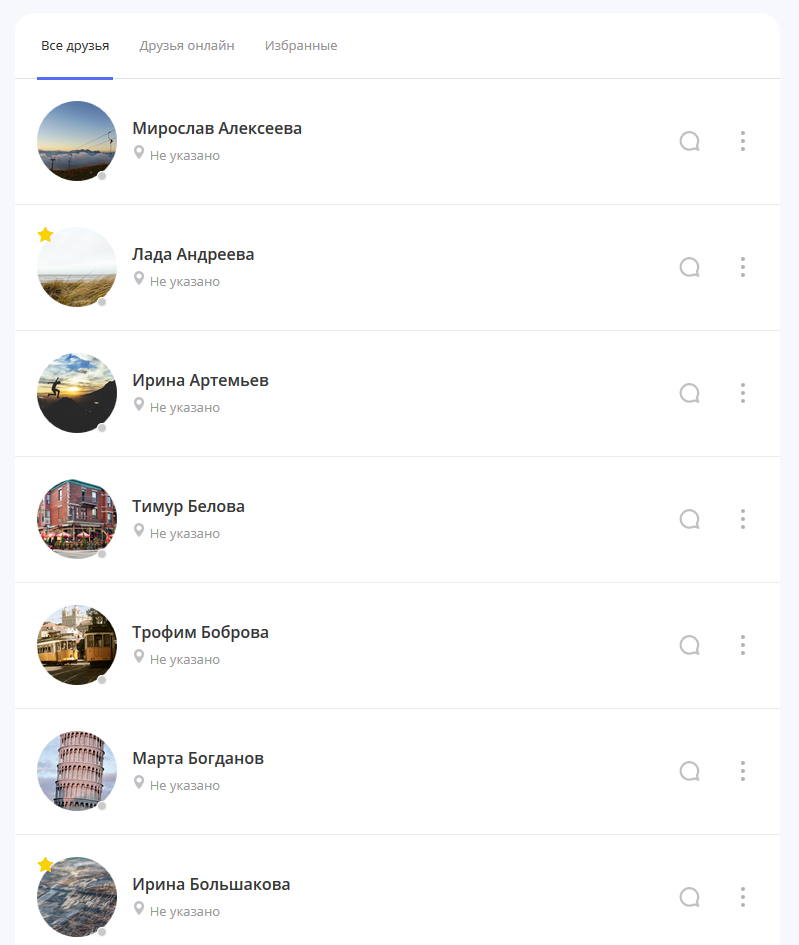 Все друзья Друзья онлайн Избранные
Мирослав Алексеева
Не указано
Лада Андреева
Не указано
Ирина Артемьев
Не указано
Тимур Белова
Не указано
Трофим Боброва
Не указано
Марта Богданов
Не указано
Ирина Большакова
Не указано